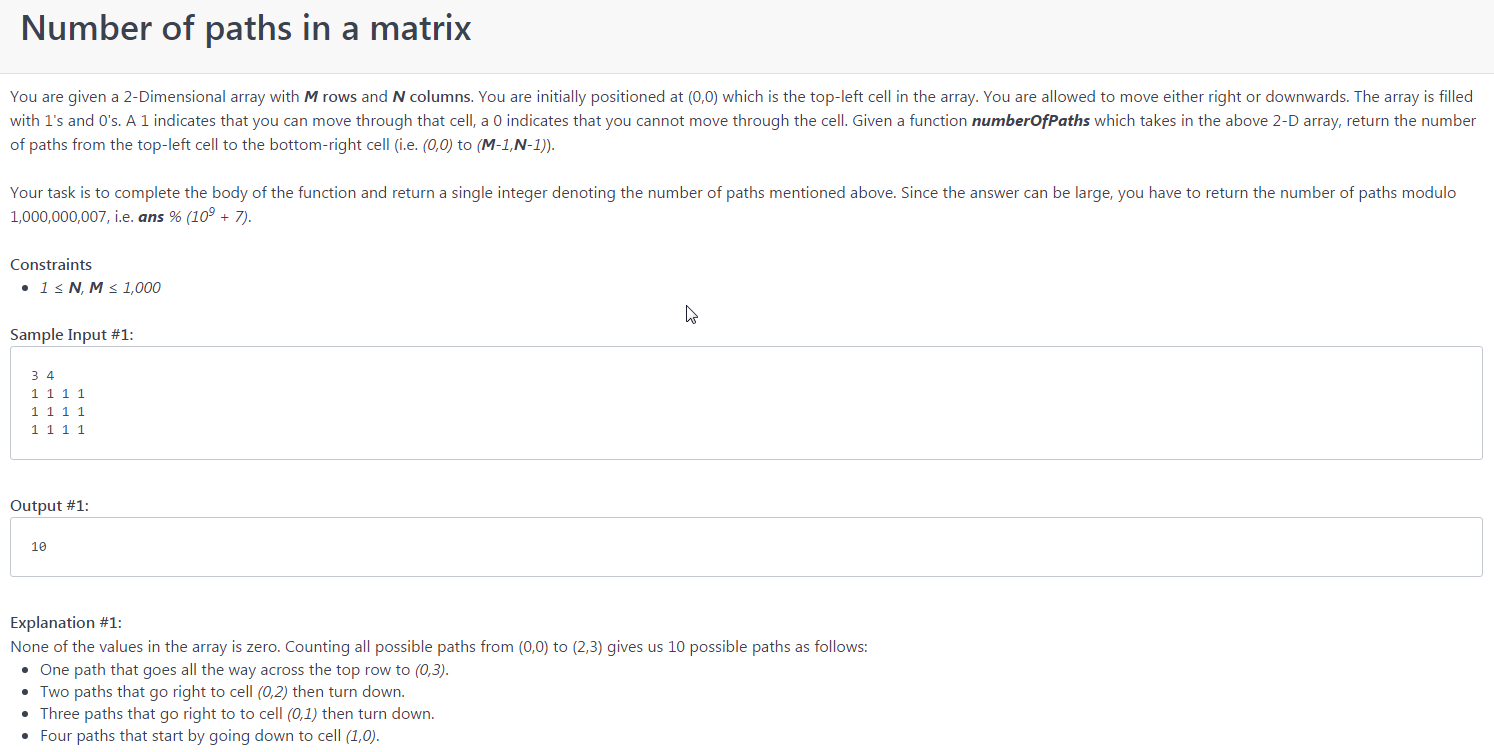 Number of paths in a matrix
You are given a 2-Dimensional array with M rows and N columns. You are initially positioned at (0,0) which is the top-left cell in the array. You are allowed to move either right or downwards. The array is filled
with 1's and 0's. A 1 indicates that you can move through that cell, a 0 indicates that you cannot move through the cell. Given a function numberOfPaths which takes in the above 2-D array, return the number
of paths from the top-left cell to the bottom-right cell (i.e. (0,0) to (M-1,N-1)).
Your task is to complete the body of the function and return a single integer denoting the number of paths mentioned above. Since the answer can be large, you have to return the number of paths modulo
1,000,000,007, i.e. ans % (10⁹ + 7).
Constraints
• 1 ≤ N, M ≤ 1,000
Sample Input #1:
3 4
1 1 1 1
1 1 1 1
1 1 1 1
Output #1:
10
Explanation #1:
None of the values in the array is zero. Counting all possible paths from (0,0) to (2,3) gives us 10 possible paths as follows:
• One path that goes all the way across the top row to (0,3).
• Two paths that go right to cell (0,2) then turn down.
• Three paths that go right to to cell (0,1) then turn down.
• Four paths that start by going down to cell (1,0).